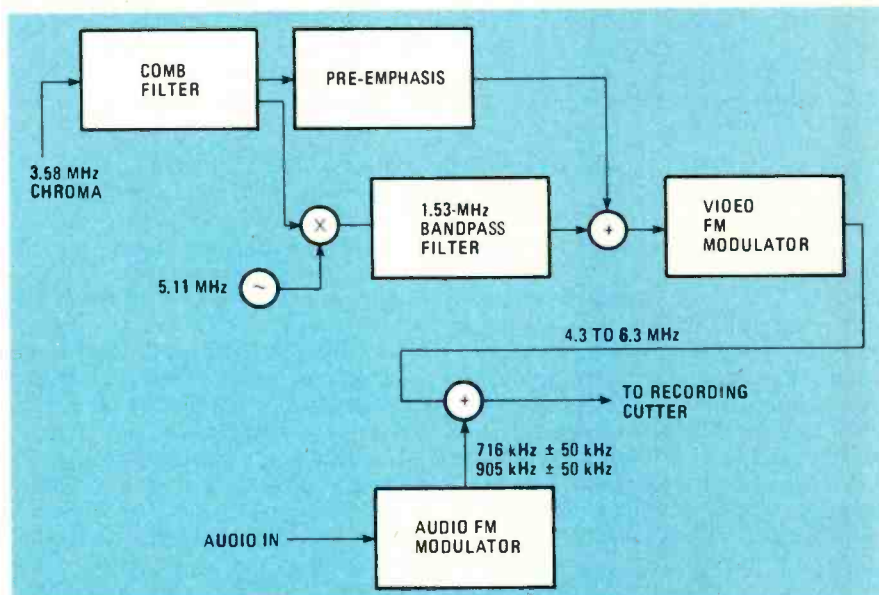 COMB
FILTER
PRE-EMPHASIS
3.58 MHz
CHROMA
X
1.53-MHz
BANDPASS
FILTER
+
VIDEO
FM
MODULATOR
5.11 MHz
~
4.3 TO 6.3 MHz
+
TO RECORDING
CUTTER
716 kHz ± 50 kHz
905 kHz ± 50 kHz
AUDIO IN
AUDIO FM
MODULATOR